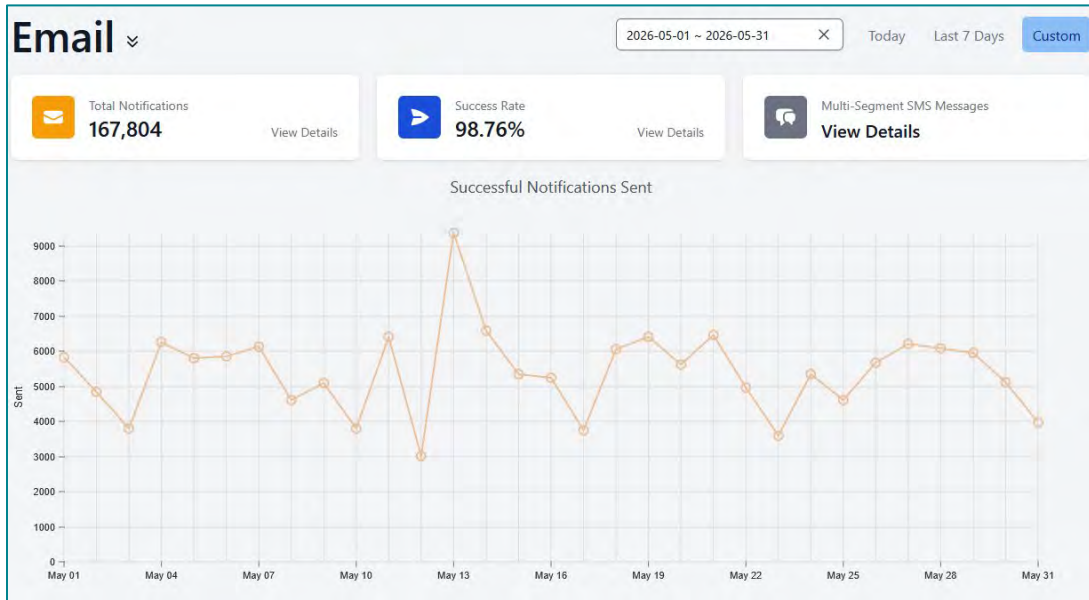 Email
2026-05-01 ~ 2026-05-31
Today
Last 7 Days
Custom
Total Notifications
167,804
View Details
Success Rate
98.76%
View Details
Multi-Segment SMS Messages
View Details
Successful Notifications Sent
9000
8000
7000
6000
5000
4000
3000
2000
1000
0
Sent
May 01
May 04
May 07
May 10
May 13
May 16
May 19
May 22
May 25
May 28
May 31